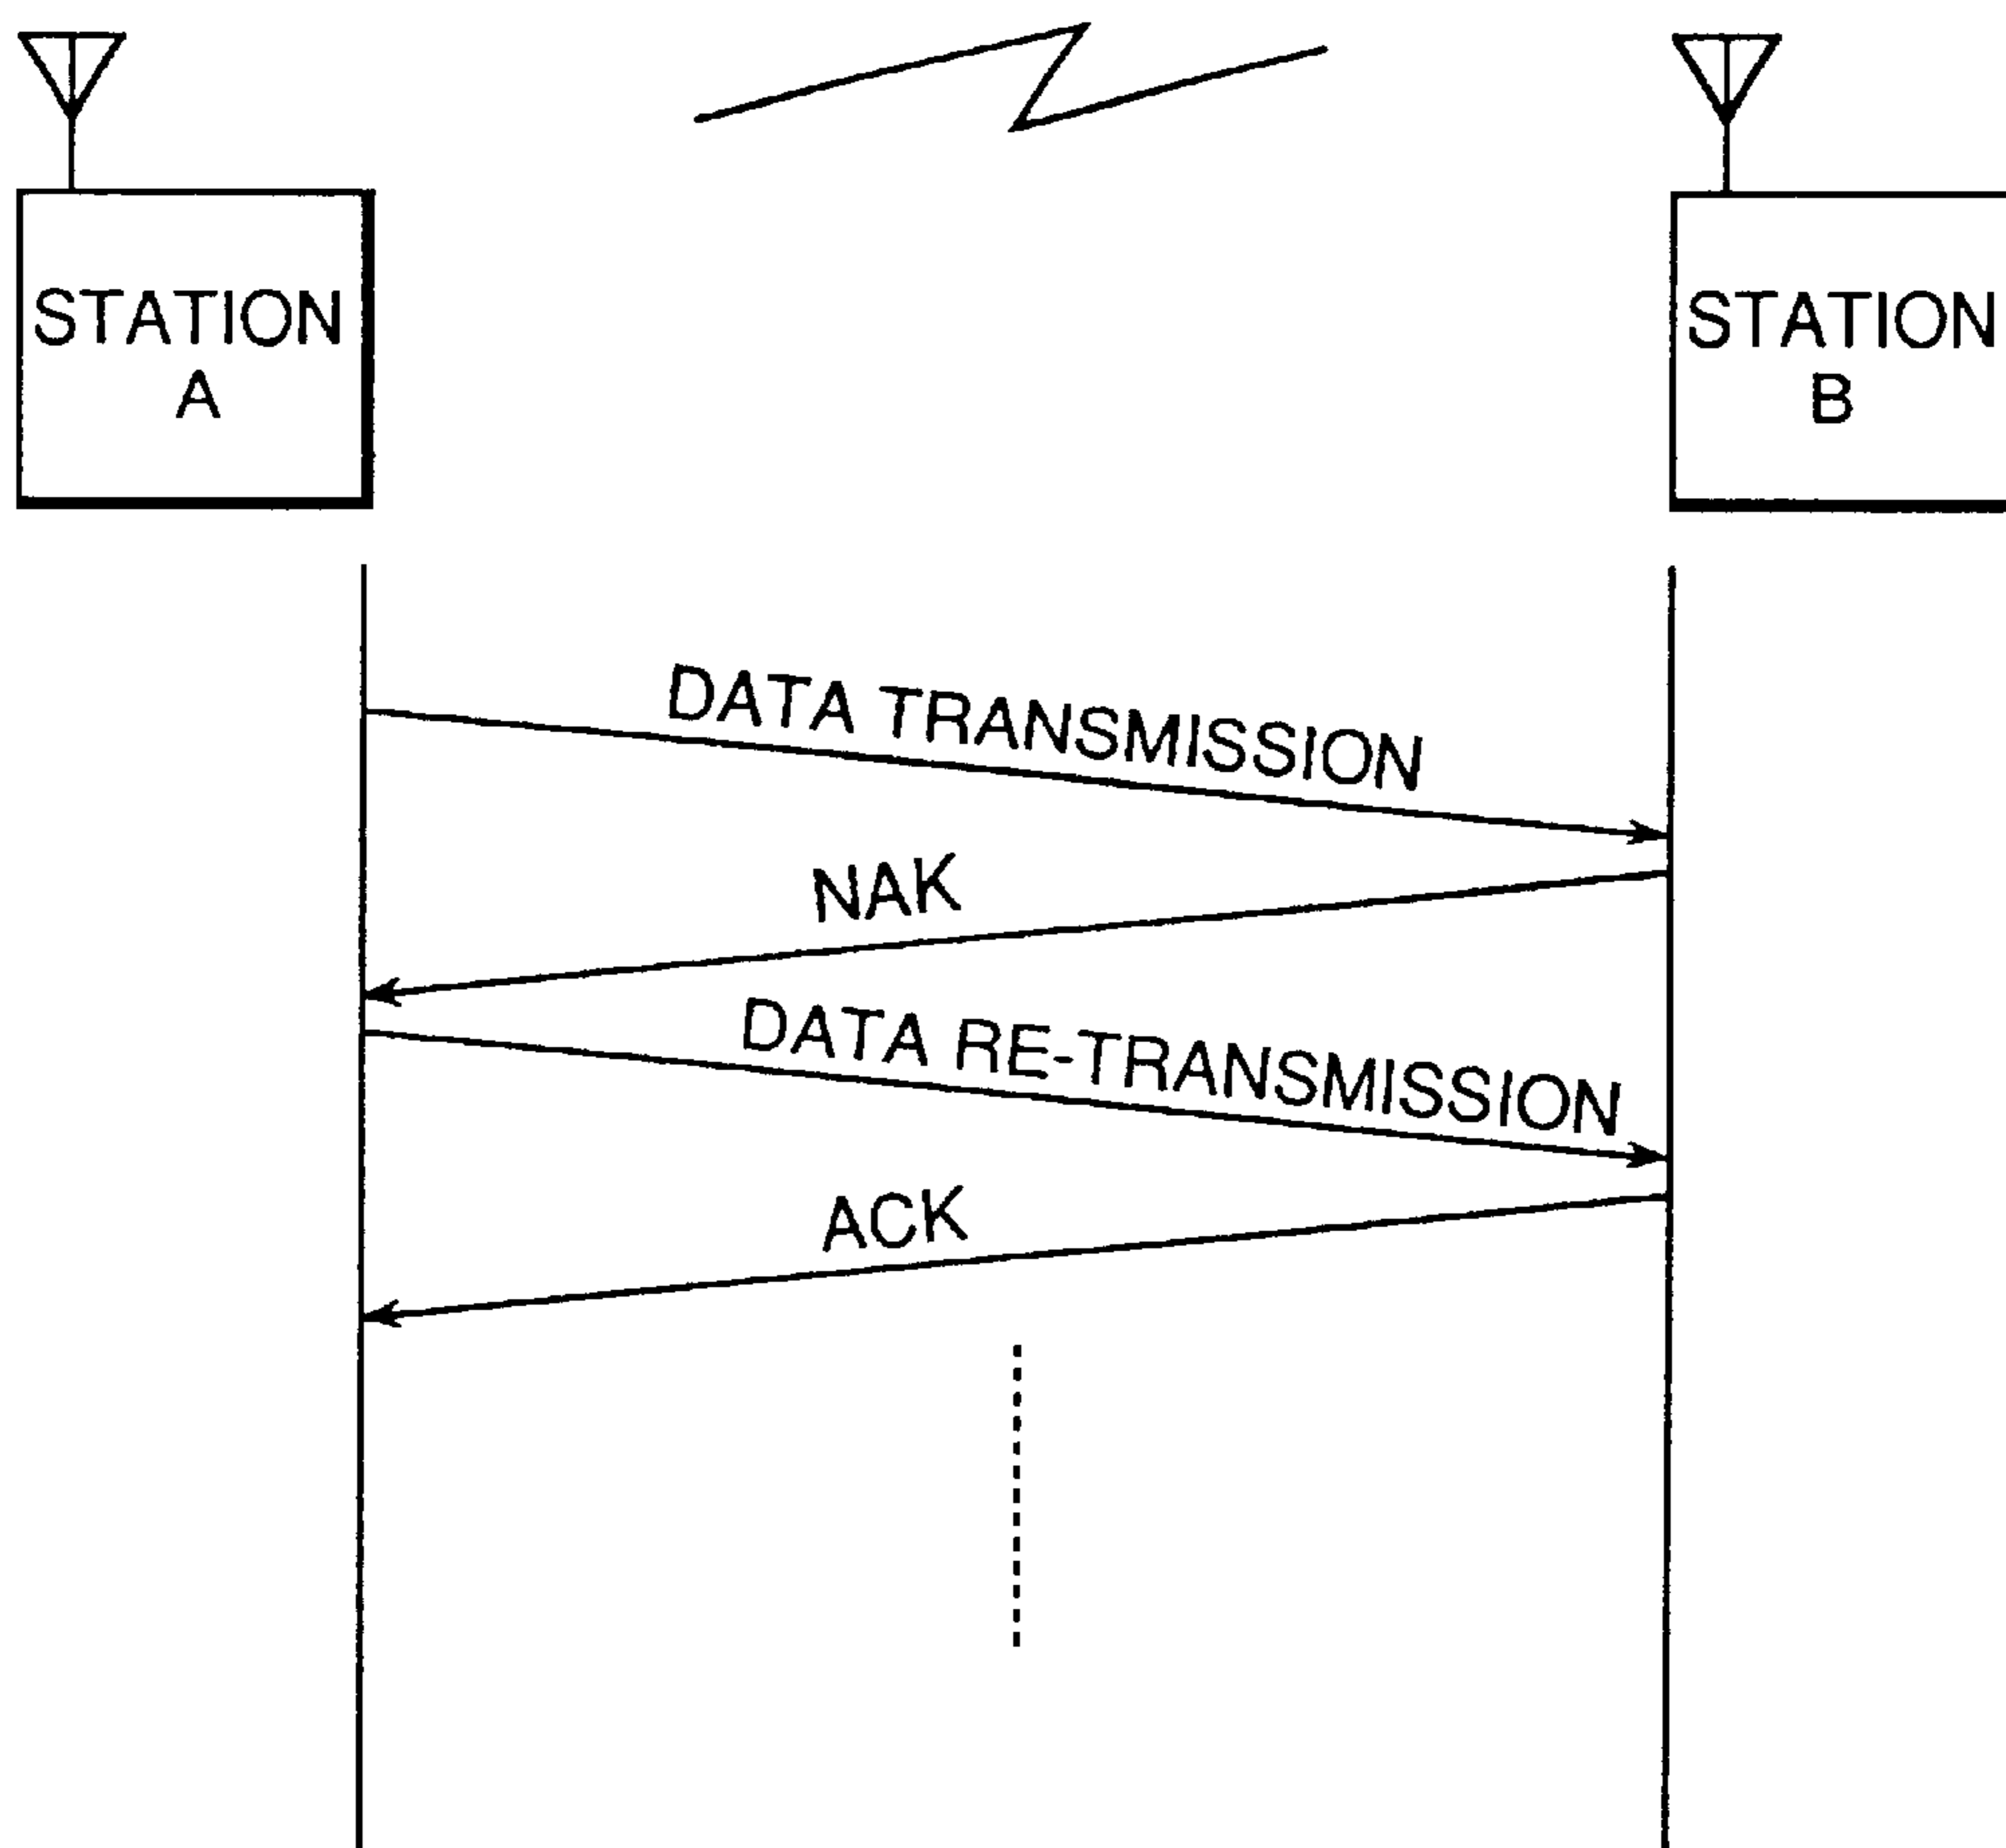 STATION
A
STATION
B
DATA TRANSMISSION
NAK
DATA RE-TRANSMISSION
ACK